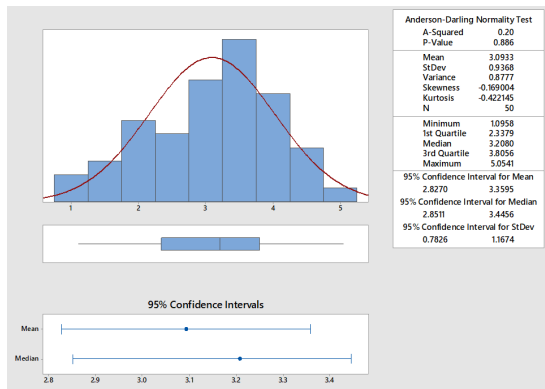 Anderson-Darling Normality Test
A-Squared 0.20
P-Value 0.886
Mean 3.0933
StDev 0.9368
Variance 0.8777
Skewness -0.169004
Kurtosis -0.422145
N 50
Minimum 1.0958
1st Quartile 2.3379
Median 3.2080
3rd Quartile 3.8056
Maximum 5.0541
95% Confidence Interval for Mean
2.8270 3.3595
95% Confidence Interval for Median
2.8511 3.4456
95% Confidence Interval for StDev
0.7826 1.1674
1 2 3 4 5
95% Confidence Intervals
Mean
Median
2.8 2.9 3.0 3.1 3.2 3.3 3.4